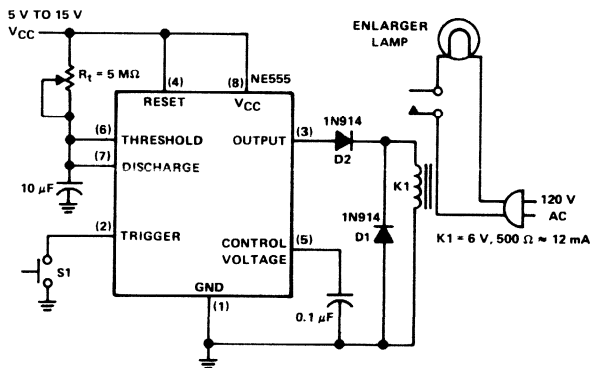 5 V TO 15 V
VCC
ENLARGER
LAMP
Rt = 5 MΩ
(4)
(8)
NE555
RESET
VCC
(6)
THRESHOLD
OUTPUT
(3)
1N914
D2
(7)
DISCHARGE
K1
10 µF
120 V
AC
(2)
TRIGGER
1N914
D1
K1 = 6 V, 500 Ω ≈ 12 mA
S1
CONTROL
VOLTAGE
(5)
GND
(1)
0.1 µF